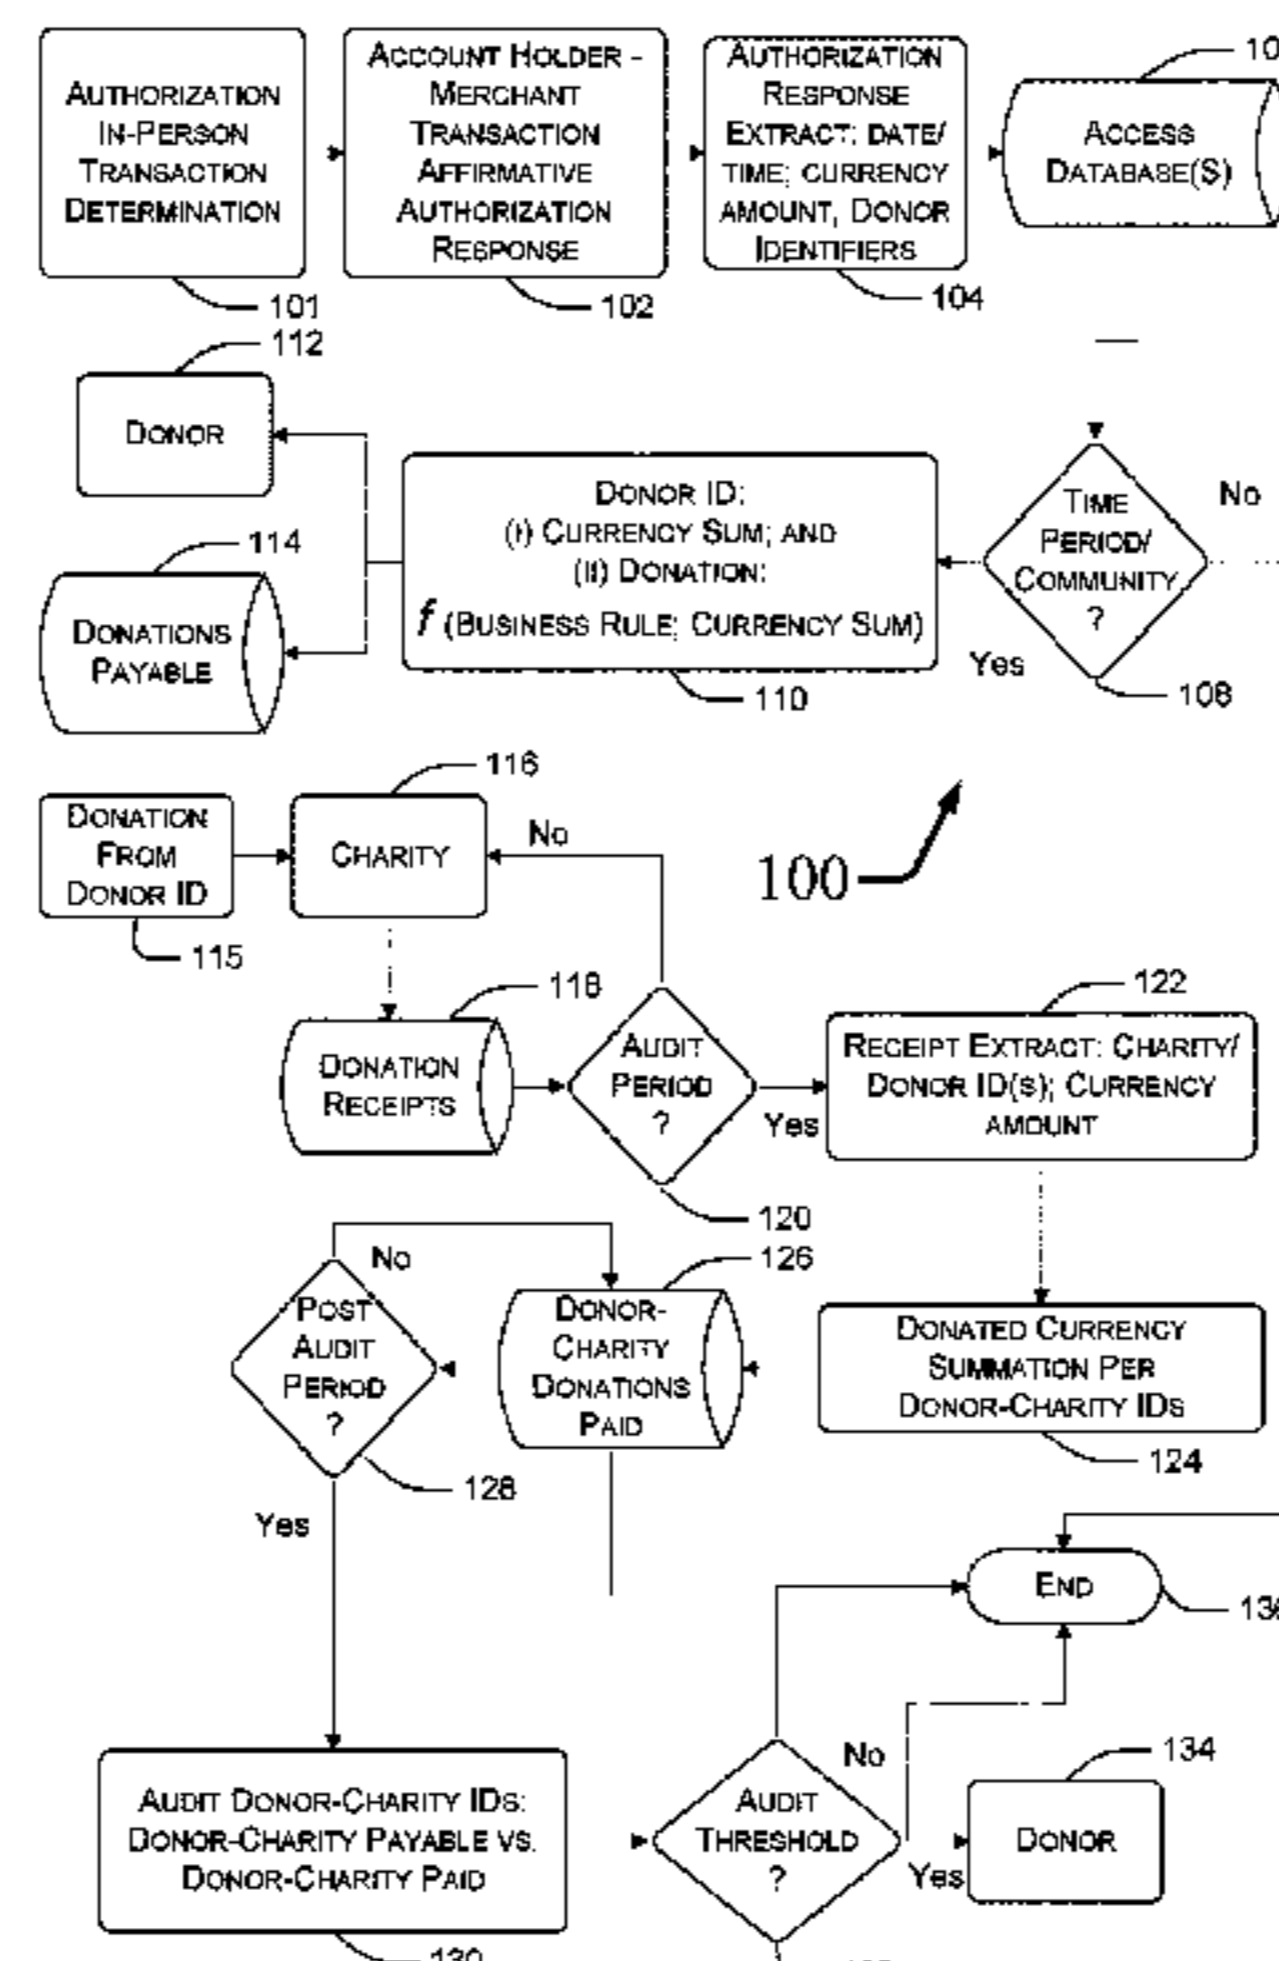 AUTHORIZATION
IN-PERSON
TRANSACTION
DETERMINATION
101
ACCOUNT HOLDER -
MERCHANT
TRANSACTION
AFFIRMATIVE
AUTHORIZATION
RESPONSE
102
AUTHORIZATION
RESPONSE
EXTRACT: DATE/
TIME; CURRENCY
AMOUNT, DONOR
IDENTIFIERS
104
ACCESS
DATABASE(S)
112
DONOR
114
DONATIONS
PAYABLE
DONOR ID:
(I) CURRENCY SUM; AND
(II) DONATION:
f (BUSINESS RULE; CURRENCY SUM)
110
TIME
PERIOD/
COMMUNITY
?
No
Yes
108
DONATION
FROM
DONOR ID
115
116
CHARITY
No
100
118
DONATION
RECEIPTS
AUDIT
PERIOD
?
Yes
120
122
RECEIPT EXTRACT: CHARITY/
DONOR ID(S); CURRENCY
AMOUNT
No
POST
AUDIT
PERIOD
?
128
Yes
126
DONOR-
CHARITY
DONATIONS
PAID
DONATED CURRENCY
SUMMATION PER
DONOR-CHARITY IDS
124
END
AUDIT DONOR-CHARITY IDS:
DONOR-CHARITY PAYABLE VS.
DONOR-CHARITY PAID
AUDIT
THRESHOLD
?
No
Yes
134
DONOR